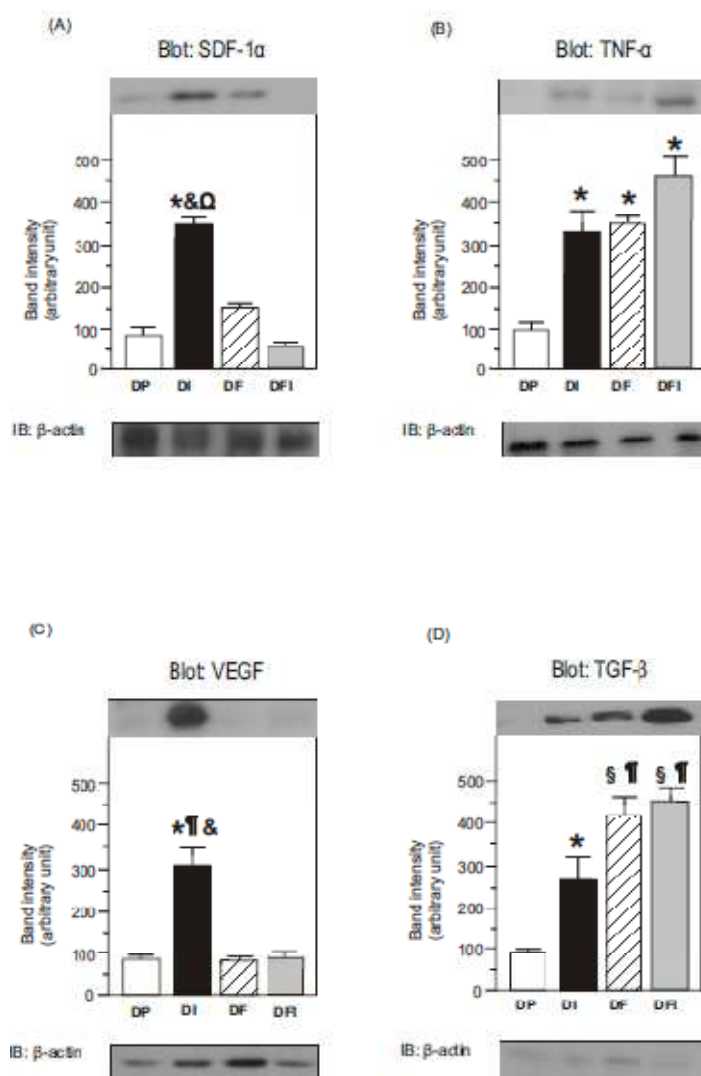 (A)
Blot: SDF-1α
Band intensity
(arbitrary unit)
500
400
300
200
100
0
*&Ω
DP DI DF DFI
IB: β-actin
(B)
Blot: TNF-α
Band intensity
(arbitrary unit)
500
400
300
200
100
0
* * *
DP DI DF DFI
IB: β-actin
(C)
Blot: VEGF
Band intensity
(arbitrary unit)
500
400
300
200
100
0
*¶ &
DP DI DF DFI
IB: β-actin
(D)
Blot: TGF-β
Band intensity
(arbitrary unit)
500
400
300
200
100
0
* § ¶ § ¶
DP DI DF DFI
IB: β-actin